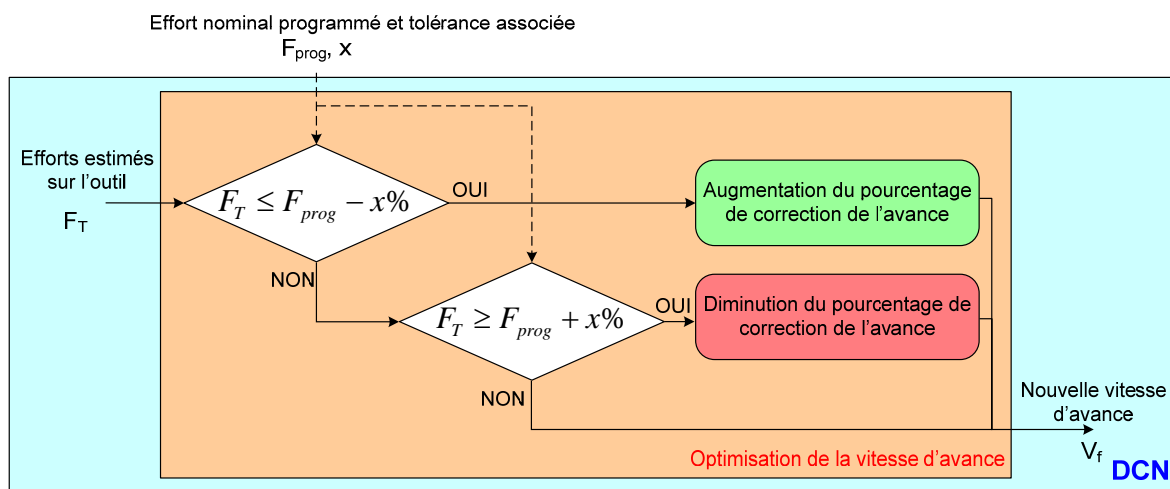 Effort nominal programmé et tolérance associée
F_prog, x
Efforts estimés
sur l'outil
F_T
F_T ≤ F_prog − x%
OUI
Augmentation du pourcentage
de correction de l'avance
NON
F_T ≥ F_prog + x%
OUI
Diminution du pourcentage de
correction de l'avance
NON
Nouvelle vitesse
d'avance
V_f
Optimisation de la vitesse d'avance
DCN